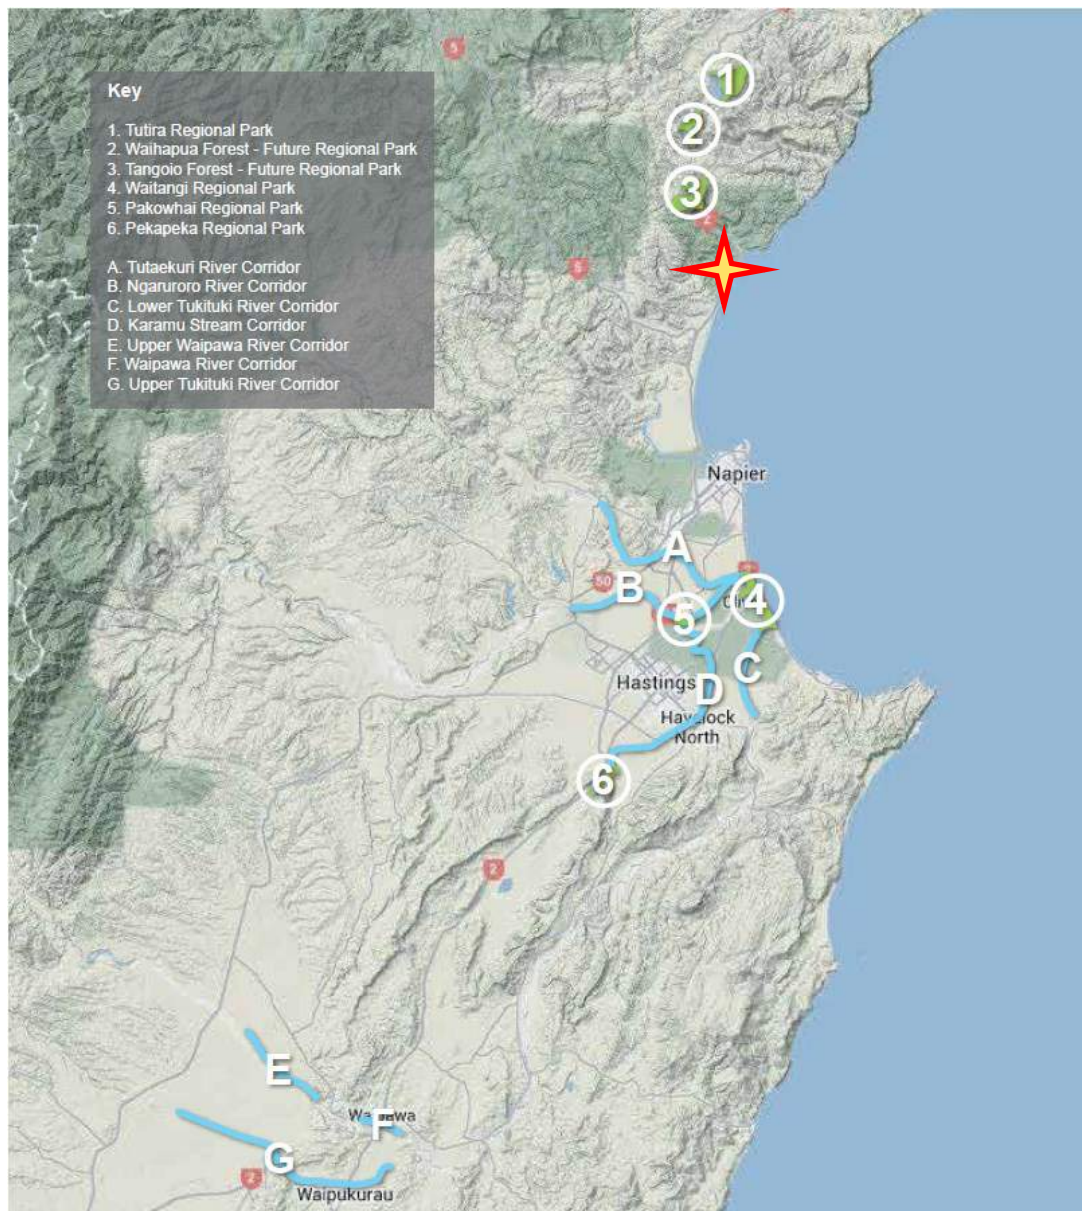 Key
1. Tutira Regional Park
2. Waihapua Forest - Future Regional Park
3. Tangoio Forest - Future Regional Park
4. Waitangi Regional Park
5. Pakowhai Regional Park
6. Pekapeka Regional Park
A. Tutaekuri River Corridor
B. Ngaruroro River Corridor
C. Lower Tukituki River Corridor
D. Karamu Stream Corridor
E. Upper Waipawa River Corridor
F. Waipawa River Corridor
G. Upper Tukituki River Corridor
5
1
2
3
2
5
Napier
A
50
B
4
5
C
Hastings
D
Havelock
North
6
2
E
Waipawa
F
G
2
Waipukurau